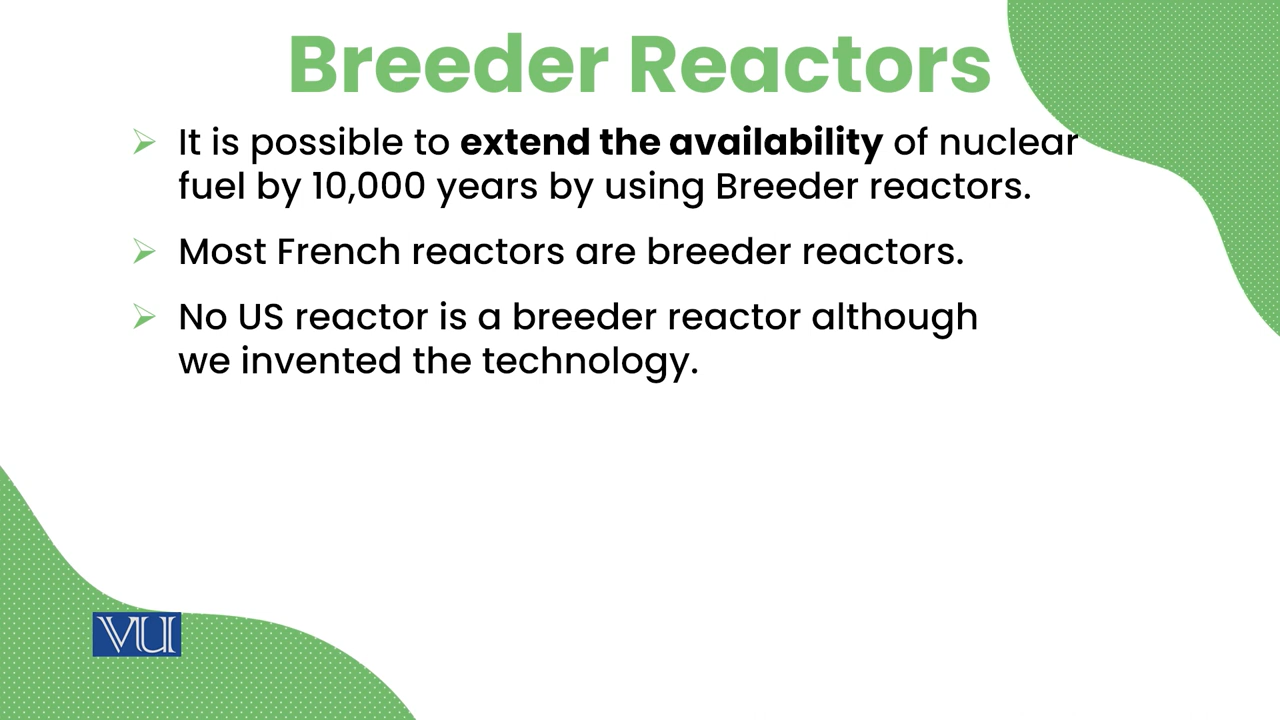 Breeder Reactors
It is possible to extend the availability of nuclear
fuel by 10,000 years by using Breeder reactors.
Most French reactors are breeder reactors.
No US reactor is a breeder reactor although
we invented the technology.
VU